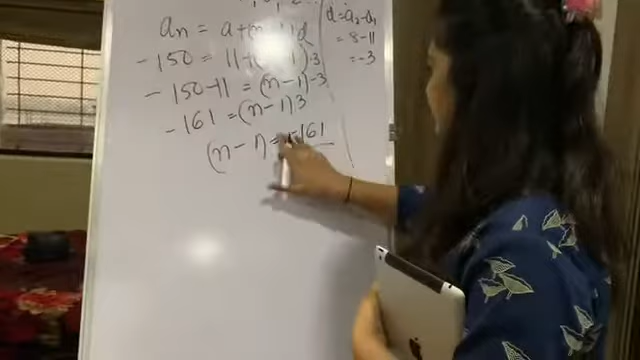 aₙ = a + d
d = a₂ - a₁
= 8 - 11
= -3
-150 = 11 + 1) - 3
-150 - 11 = (n - 1) - 3
-161 = (n - 1) 3
(n - 1) = -161